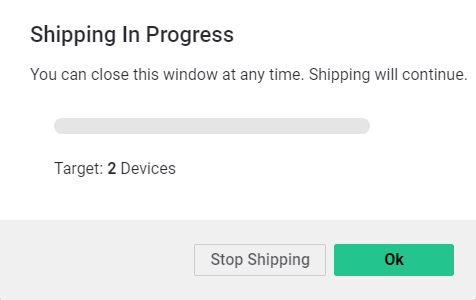 Shipping In Progress
You can close this window at any time. Shipping will continue.
Target: 2 Devices
Stop Shipping
Ok